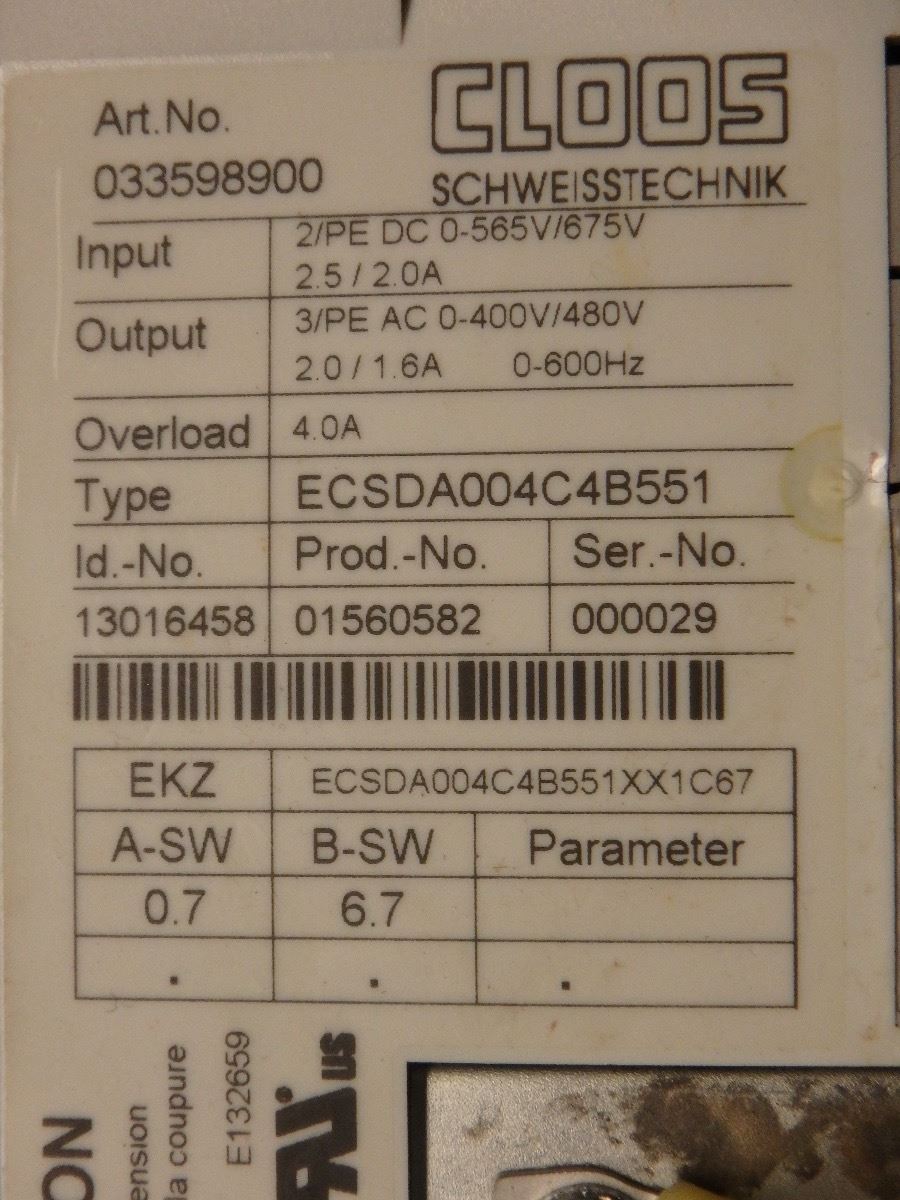 CLOOS
Art.No.
033598900
SCHWEISSTECHNIK
Input
2/PE DC 0-565V/675V
2.5 / 2.0A
Output
3/PE AC 0-400V/480V
2.0 / 1.6A 0-600Hz
Overload 4.0A
Type ECSDA004C4B551
Id.-No. Prod.-No. Ser.-No.
13016458 01560582 000029
EKZ ECSDA004C4B551XX1C67
A-SW B-SW Parameter
0.7 6.7
. . .
ON
ension
la coupure
E132659
US